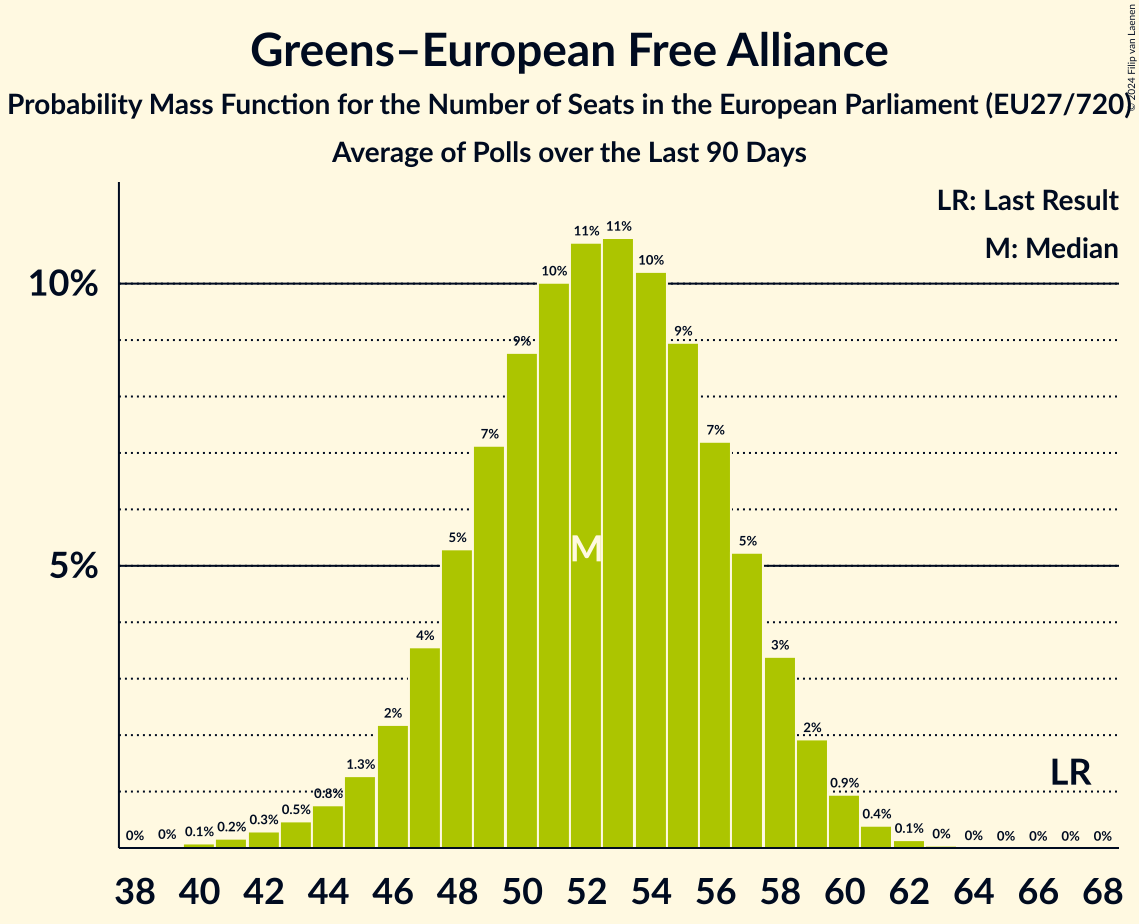 Greens–European Free Alliance
Probability Mass Function for the Number of Seats in the European Parliament (EU27/720)
Average of Polls over the Last 90 Days
© 2024 Filip van Laenen
LR: Last Result
M: Median
10%
5%
0% 0% 0.1% 0.2% 0.3% 0.5% 0.8% 1.3% 2% 4% 5% 7% 9% 10% 11% 11% 10% 9% 7% 5% 3% 2% 0.9% 0.4% 0.1% 0% 0% 0% 0% 0% 0%
M
LR
38 40 42 44 46 48 50 52 54 56 58 60 62 64 66 68